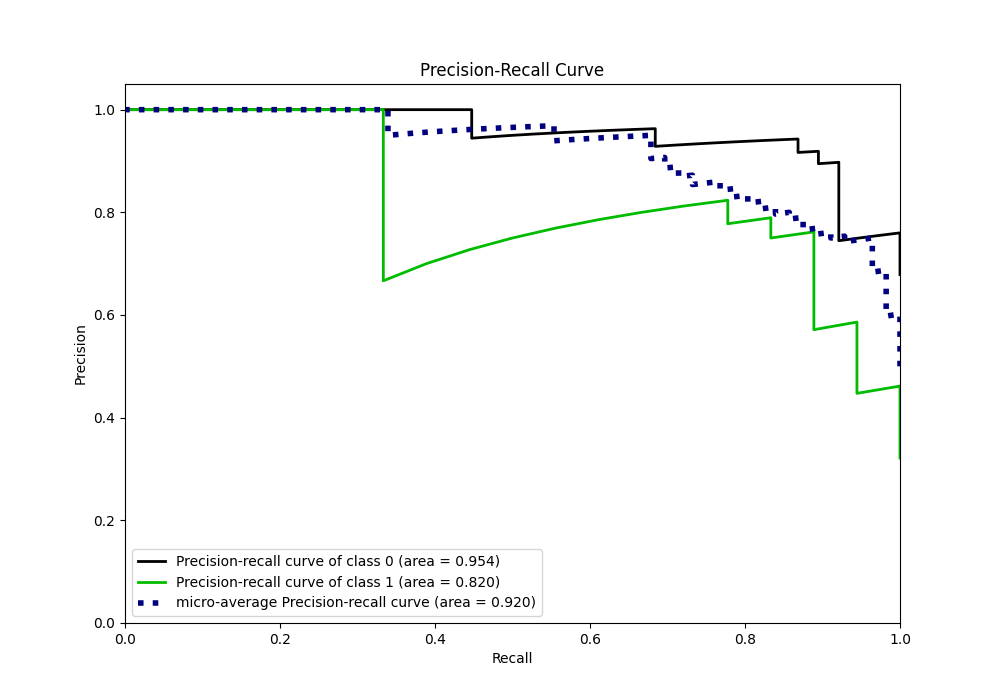 Precision-Recall Curve
1.0
0.8
0.6
0.4
0.2
0.0
Precision
Precision-recall curve of class 0 (area = 0.954)
Precision-recall curve of class 1 (area = 0.820)
micro-average Precision-recall curve (area = 0.920)
0.0 0.2 0.4 0.6 0.8 1.0
Recall